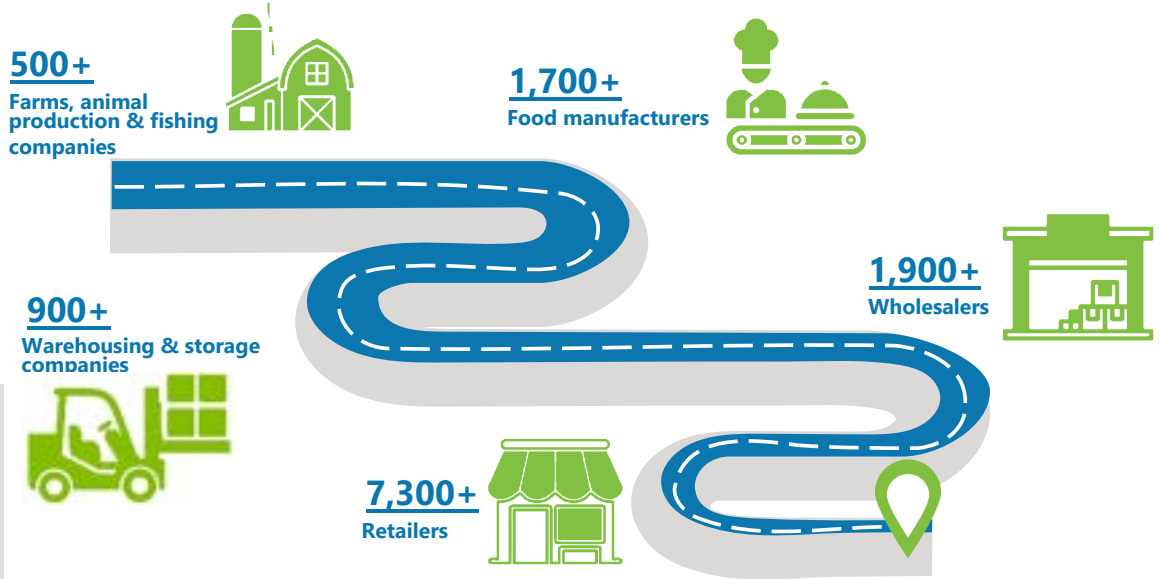 500+
Farms, animal
production & fishing
companies
1,700+
Food manufacturers
900+
Warehousing & storage
companies
1,900+
Wholesalers
7,300+
Retailers